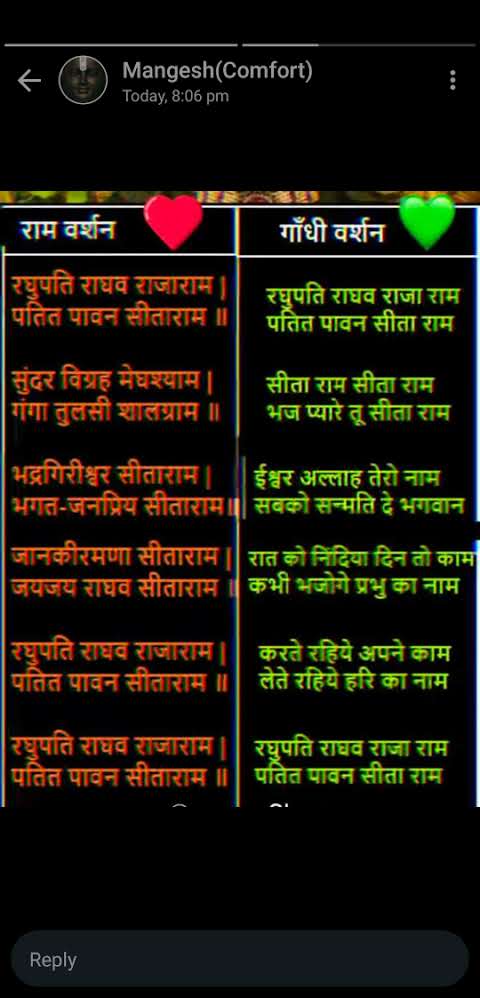 Mangesh(Comfort)
Today, 8:06 pm
राम वर्शन
रघुपति राघव राजाराम |
पतित पावन सीताराम ॥
सुंदर विग्रह मेघश्याम |
गंगा तुलसी शालग्राम ॥
भद्रगिरीश्वर सीताराम |
भगत-जनप्रिय सीताराम ॥
जानकीरमणा सीताराम |
जयजय राघव सीताराम ॥
रघुपति राघव राजाराम |
पतित पावन सीताराम ॥
रघुपति राघव राजाराम |
पतित पावन सीताराम ॥
गाँधी वर्शन
रघुपति राघव राजा राम
पतित पावन सीता राम
सीता राम सीता राम
भज प्यारे तू सीता राम
ईश्वर अल्लाह तेरो नाम
सबको सन्मति दे भगवान
रात को निंदिया दिन तो काम
कभी भजोगे प्रभु का नाम
करते रहिये अपने काम
लेते रहिये हरि का नाम
रघुपति राघव राजा राम
पतित पावन सीता राम
Reply